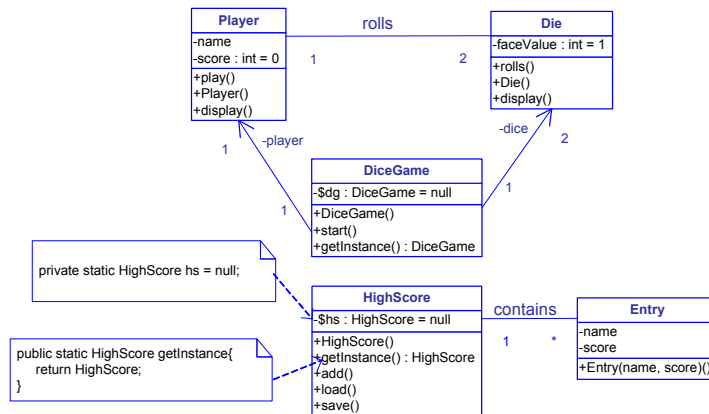 Player
-name
-score : int = 0
+play()
+Player()
+display()
rolls
1
2
Die
-faceValue : int = 1
+rolls()
+Die()
+display()
-player
1
1
-dice
2
1
DiceGame
-$dg : DiceGame = null
+DiceGame()
+start()
+getInstance() : DiceGame
private static HighScore hs = null;
HighScore
-$hs : HighScore = null
+HighScore()
+getInstance() : HighScore
+add()
+load()
+save()
contains
1
*
Entry
-name
-score
+Entry(name, score)()
public static HighScore getInstance{
return HighScore;
}